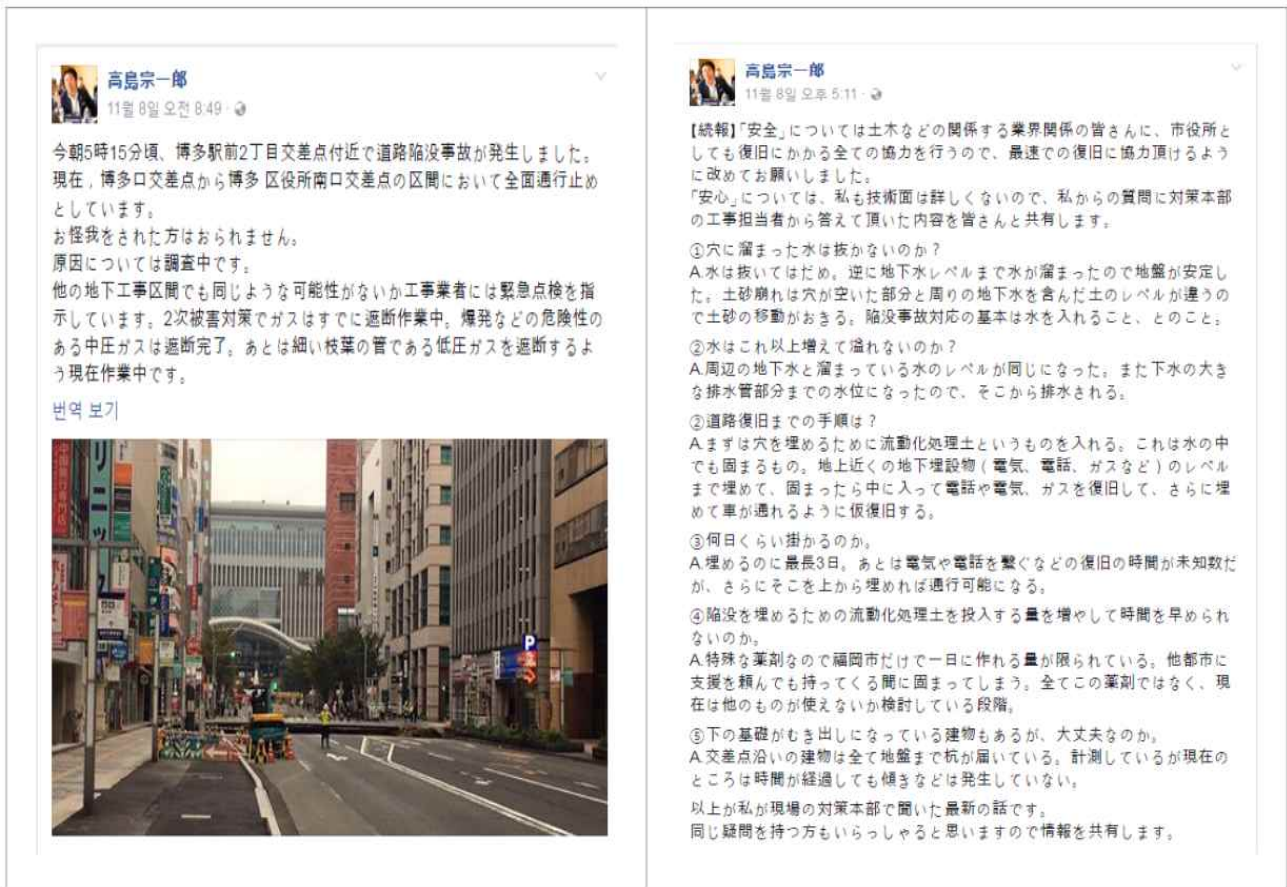 高島宗一郎
11월 8일 오전 8:49
今朝5時15分頃、博多駅前2丁目交差点付近で道路陥没事故が発生しました。
現在，博多口交差点から博多 区役所南口交差点の区間において全面通行止め
としています。
お怪我をされた方はおられません。
原因については調査中です。
他の地下工事区間でも同じような可能性がないか工事業者には緊急点検を指
示しています。2次被害対策でガスはすでに遮断作業中。爆発などの危険性の
ある中圧ガスは遮断完了。あとは細い枝葉の管である低圧ガスを遮断するよ
う現在作業中です。
번역 보기
P
高島宗一郎
11월 8일 오후 5:11
【続報】「安全」については土木などの関係する業界関係の皆さんに、市役所と
しても復旧にかかる全ての協力を行うので、最速での復旧に協力頂けるよう
に改めてお願いしました。
「安心」については、私も技術面は詳しくないので、私からの質問に対策本部
の工事担当者から答えて頂いた内容を皆さんと共有します。
①穴に溜まった水は抜かないのか？
A.水は抜いてはだめ。逆に地下水レベルまで水が溜まったので地盤が安定し
た。土砂崩れは穴が空いた部分と周りの地下水を含んだ土のレベルが違うの
で土砂の移動がおきる。陥没事故対応の基本は水を入れること、とのこと。
②水はこれ以上増えて溢れないのか？
A.周辺の地下水と溜まっている水のレベルが同じになった。また下水の大き
な排水管部分までの水位になったので、そこから排水される。
②道路復旧までの手順は？
A.まずは穴を埋めるために流動化処理土というものを入れる。これは水の中
でも固まるもの。地上近くの地下埋設物（電気、電話、ガスなど）のレベル
まで埋めて、固まったら中に入って電話や電気、ガスを復旧して、さらに埋
めて車が通れるように仮復旧する。
③何日くらい掛かるのか。
A.埋めるのに最長3日。あとは電気や電話を繋ぐなどの復旧の時間が未知数だ
が、さらにそこを上から埋めれば通行可能になる。
④陥没を埋めるための流動化処理土を投入する量を増やして時間を早められ
ないのか。
A.特殊な薬剤なので福岡市だけで一日に作れる量が限られている。他都市に
支援を頼んでも持ってくる間に固まってしまう。全てこの薬剤ではなく、現
在は他のものが使えないか検討している段階。
⑤下の基礎がむき出しになっている建物もあるが、大丈夫なのか。
A.交差点沿いの建物は全て地盤まで杭が届いている。計測しているが現在の
ところは時間が経過しても傾きなどは発生していない。
以上が私が現場の対策本部で聞いた最新の話です。
同じ疑問を持つ方もいらっしゃると思いますので情報を共有します。